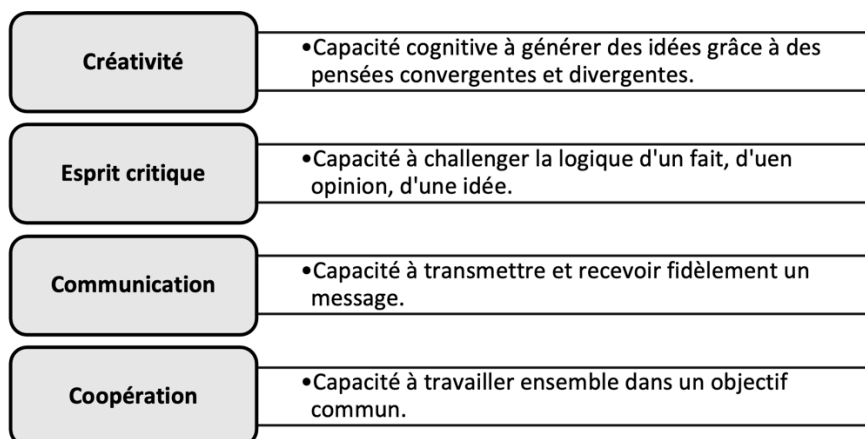 Créativité
•Capacité cognitive à générer des idées grâce à des
pensées convergentes et divergentes.
Esprit critique
•Capacité à challenger la logique d'un fait, d'uen
opinion, d'une idée.
Communication
•Capacité à transmettre et recevoir fidèlement un
message.
Coopération
•Capacité à travailler ensemble dans un objectif
commun.